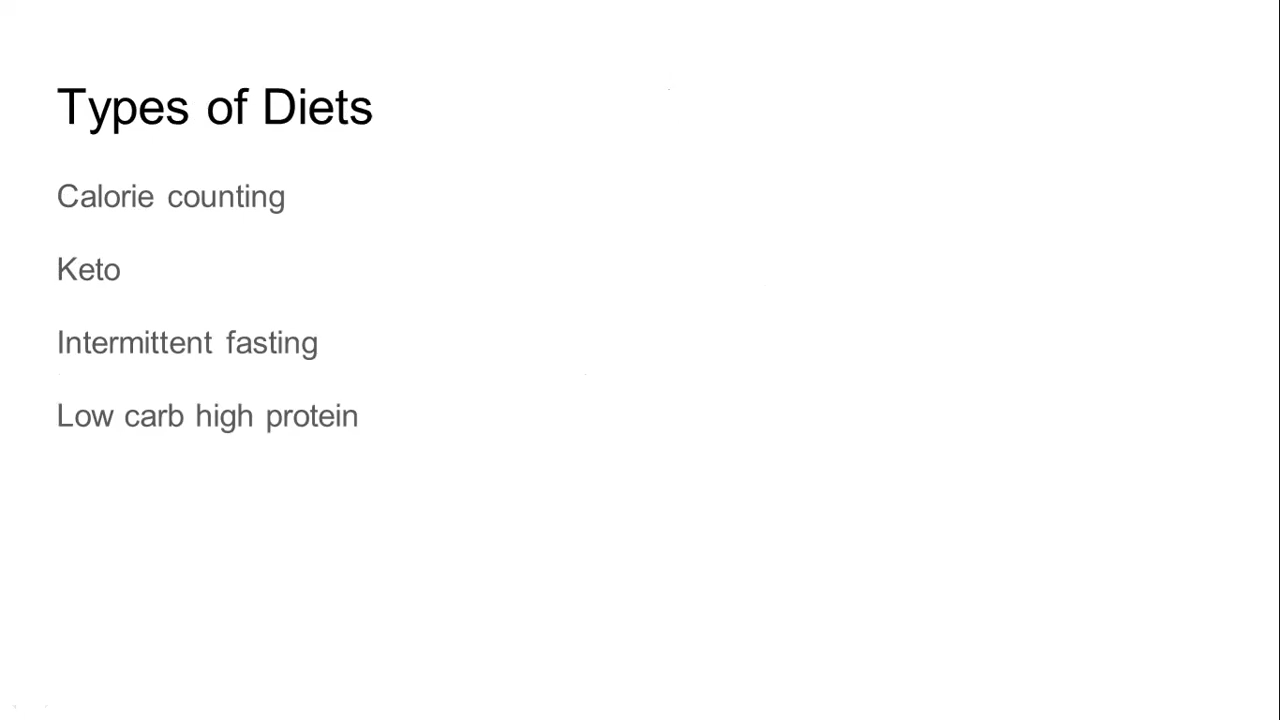 Types of Diets
Calorie counting
Keto
Intermittent fasting
Low carb high protein